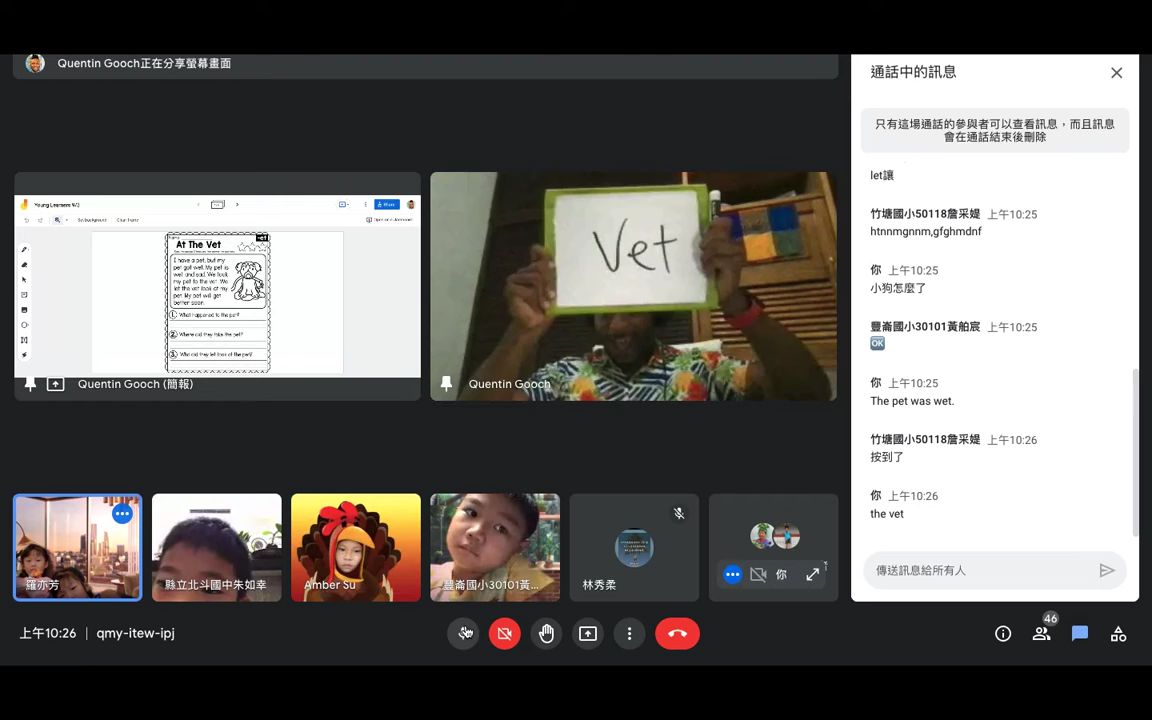 Quentin Gooch正在分享螢幕畫面
Young Learners 9/3
Set background
Clear frame
Share
At The Vet
I have a pet, but my
pet got wet. My pet is
wet and sad. We took
my pet to the vet. We
let the vet look at my
pet. My pet will get
better soon.
1. What happened to the pet?
2. Where did they take the pet?
3. Who did they let look at the pet?
Quentin Gooch (簡報)
Vet
Quentin Gooch
羅亦芳
縣立北斗國中朱如幸
Amber Su
豐崙國小30101黃...
林秀柔
你
上午10:26 | qmy-itew-ipj
通話中的訊息
只有這場通話的參與者可以查看訊息，而且訊息
會在通話結束後刪除
let讓
竹塘國小50118詹采媞 上午10:25
htnnmgnnm,gfghmdnf
你 上午10:25
小狗怎麼了
豐崙國小30101黃舶宸 上午10:25
OK
你 上午10:25
The pet was wet.
竹塘國小50118詹采媞 上午10:26
按到了
你 上午10:26
the vet
傳送訊息給所有人
46